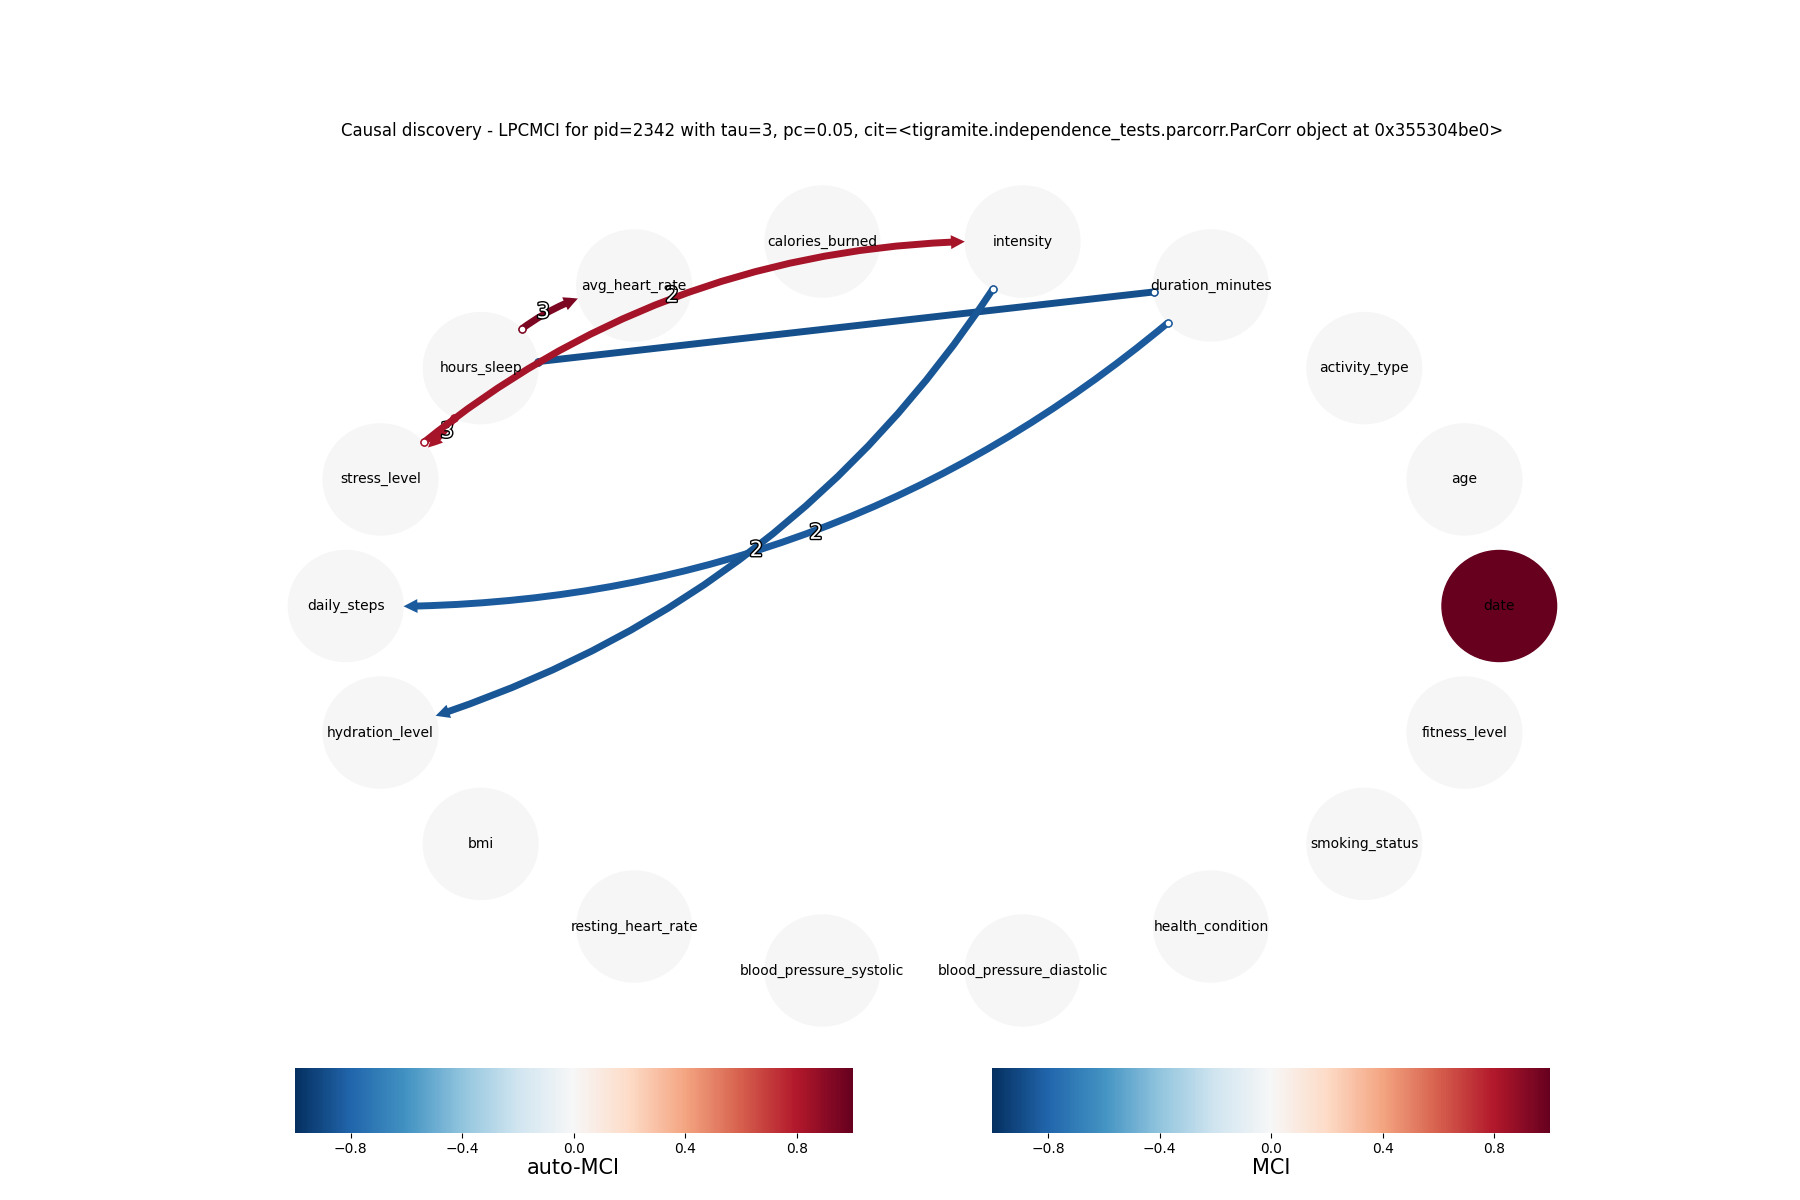 Causal discovery - LPCMCI for pid=2342 with tau=3, pc=0.05, cit=<tigramite.independence_tests.parcorr.ParCorr object at 0x355304be0>
calories_burned
intensity
avg_heart_rate
duration_minutes
2
3
hours_sleep
activity_type
3
stress_level
age
2
2
daily_steps
date
hydration_level
fitness_level
bmi
smoking_status
resting_heart_rate
health_condition
blood_pressure_systolic
blood_pressure_diastolic
−0.8 −0.4 0.0 0.4 0.8
auto-MCI
−0.8 −0.4 0.0 0.4 0.8
MCI